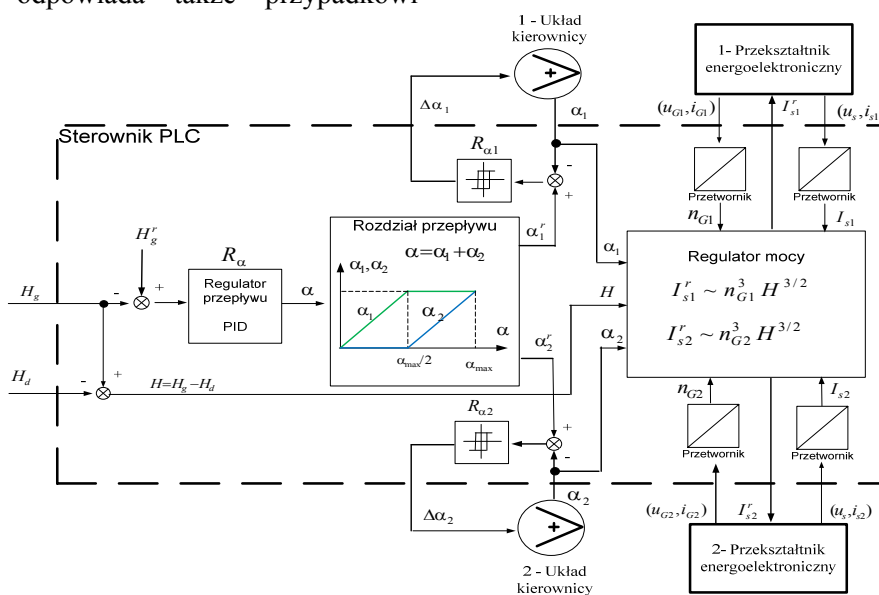 odpowiada także przypadkowi
1 - Układ
kierownicy
1- Przekształtnik
energoelektroniczny
Δα1
α1
(uG1,iG1)
I^r_s1
(us,is1)
Sterownik PLC
Rα1
-
+
Przetwornik
Przetwornik
nG1
Is1
H^r_g
Rα
Regulator
przepływu
PID
α
Rozdział przepływu
α=α1+α2
α1,α2
α1
α2
α
αmax/2
αmax
α^r_1
α1
H
α2
Regulator mocy
I^r_s1 ~ n^3_G1 H^3/2
I^r_s2 ~ n^3_G2 H^3/2
Hg
-
+
Hd
-
+
H=Hg-Hd
α^r_2
nG2
Is2
Rα2
+
-
Przetwornik
Przetwornik
Δα2
α2
(uG2,iG2)
I^r_s2
(us,is2)
2 - Układ
kierownicy
2- Przekształtnik
energoelektroniczny